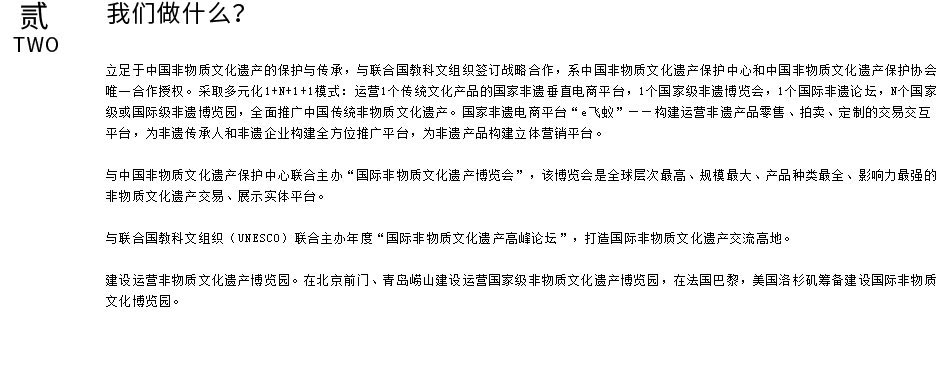 贰
TWO
我们做什么？
立足于中国非物质文化遗产的保护与传承，与联合国教科文组织签订战略合作，系中国非物质文化遗产保护中心和中国非物质文化遗产保护协会
唯一合作授权。采取多元化1+N+1+1模式：运营1个传统文化产品的国家非遗垂直电商平台，1个国家级非遗博览会，1个国际非遗论坛，N个国家
级或国际级非遗博览园，全面推广中国传统非物质文化遗产。国家非遗电商平台“e飞蚁”——构建运营非遗产品零售、拍卖、定制的交易交互
平台，为非遗传承人和非遗企业构建全方位推广平台，为非遗产品构建立体营销平台。
与中国非物质文化遗产保护中心联合主办“国际非物质文化遗产博览会”，该博览会是全球层次最高、规模最大、产品种类最全、影响力最强的
非物质文化遗产交易、展示实体平台。
与联合国教科文组织（UNESCO）联合主办年度“国际非物质文化遗产高峰论坛”，打造国际非物质文化遗产交流高地。
建设运营非物质文化遗产博览园。在北京前门、青岛崂山建设运营国家级非物质文化遗产博览园，在法国巴黎，美国洛杉矶筹备建设国际非物质
文化博览园。